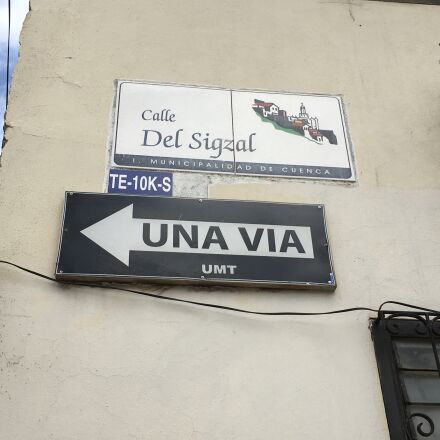 Calle
Del Sigzal
I. MUNICIPALIDAD DE CUENCA
TE-10K-S
UNA VIA
UMT